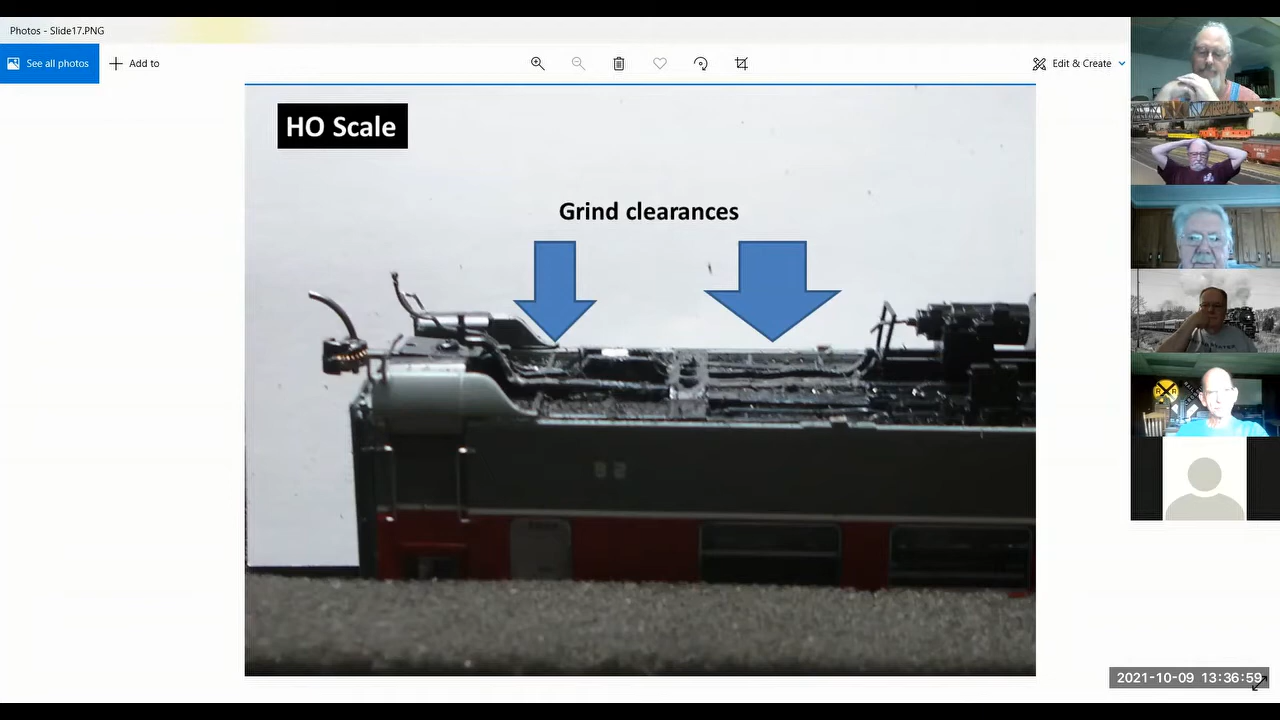 Photos - Slide17.PNG
See all photos
Add to
Edit & Create
HO Scale
Grind clearances
2021-10-09 13:36:59